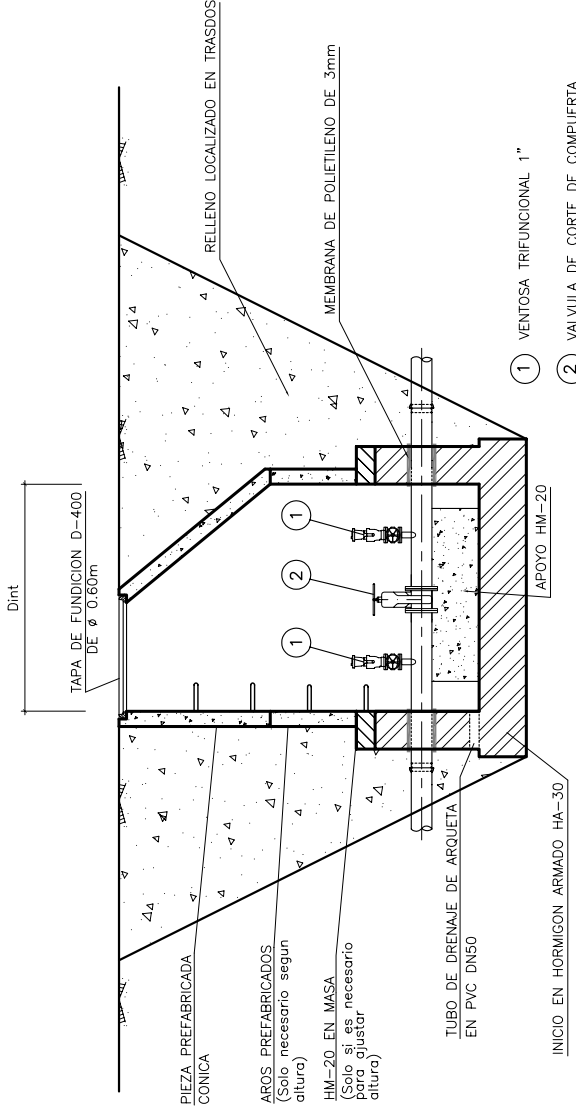 Dint
TAPA DE FUNDICION D-400
DE ø 0.60m
RELLENO LOCALIZADO EN TRASDOS
MEMBRANA DE POLIETILENO DE 3mm
1
2
1
PIEZA PREFABRICADA
CONICA
AROS PREFABRICADOS
(Solo necesario segun
altura)
HM-20 EN MASA
(Solo si es necesario
para ajustar
altura)
TUBO DE DRENAJE DE ARQUETA
EN PVC DN50
INICIO EN HORMIGON ARMADO HA-30
APOYO HM-20
1 VENTOSA TRIFUNCIONAL 1"
2 VALVULA DE CORTE DE COMPUERTA